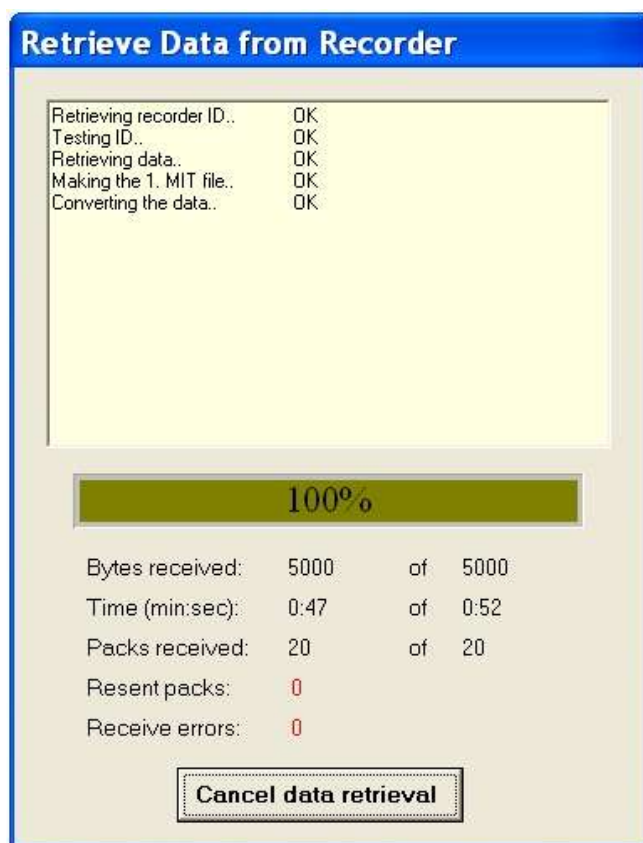 Retrieve Data from Recorder
Retrieving recorder ID.. OK
Testing ID.. OK
Retrieving data.. OK
Making the 1. MIT file.. OK
Converting the data.. OK
100%
Bytes received: 5000 of 5000
Time (min:sec): 0:47 of 0:52
Packs received: 20 of 20
Resent packs: 0
Receive errors: 0
Cancel data retrieval